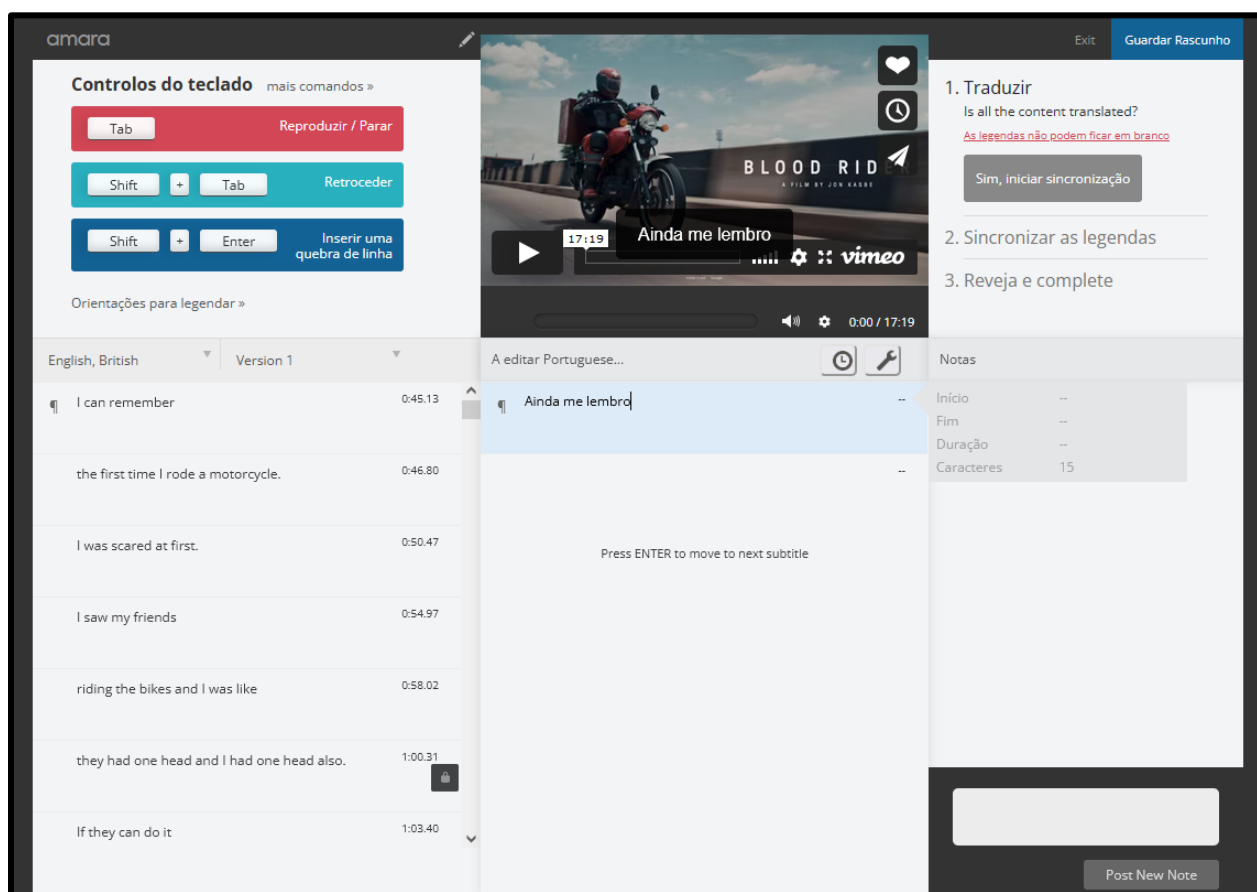 amara
Exit
Guardar Rascunho
Controlos do teclado mais comandos »
Tab Reproduzir / Parar
Shift + Tab Retroceder
Shift + Enter Inserir uma
quebra de linha
Orientações para legendar »
BLOOD RIDER
A FILM BY JON KASBE
17:19
Ainda me lembro
vimeo
0:00 / 17:19
1. Traduzir
Is all the content translated?
As legendas não podem ficar em branco
Sim, iniciar sincronização
2. Sincronizar as legendas
3. Reveja e complete
English, British
Version 1
¶ I can remember 0:45.13
the first time I rode a motorcycle. 0:46.80
I was scared at first. 0:50.47
I saw my friends 0:54.97
riding the bikes and I was like 0:58.02
they had one head and I had one head also. 1:00.31
If they can do it 1:03.40
A editar Portuguese...
¶ Ainda me lembro --
--
Press ENTER to move to next subtitle
Notas
Início --
Fim --
Duração --
Caracteres 15
Post New Note